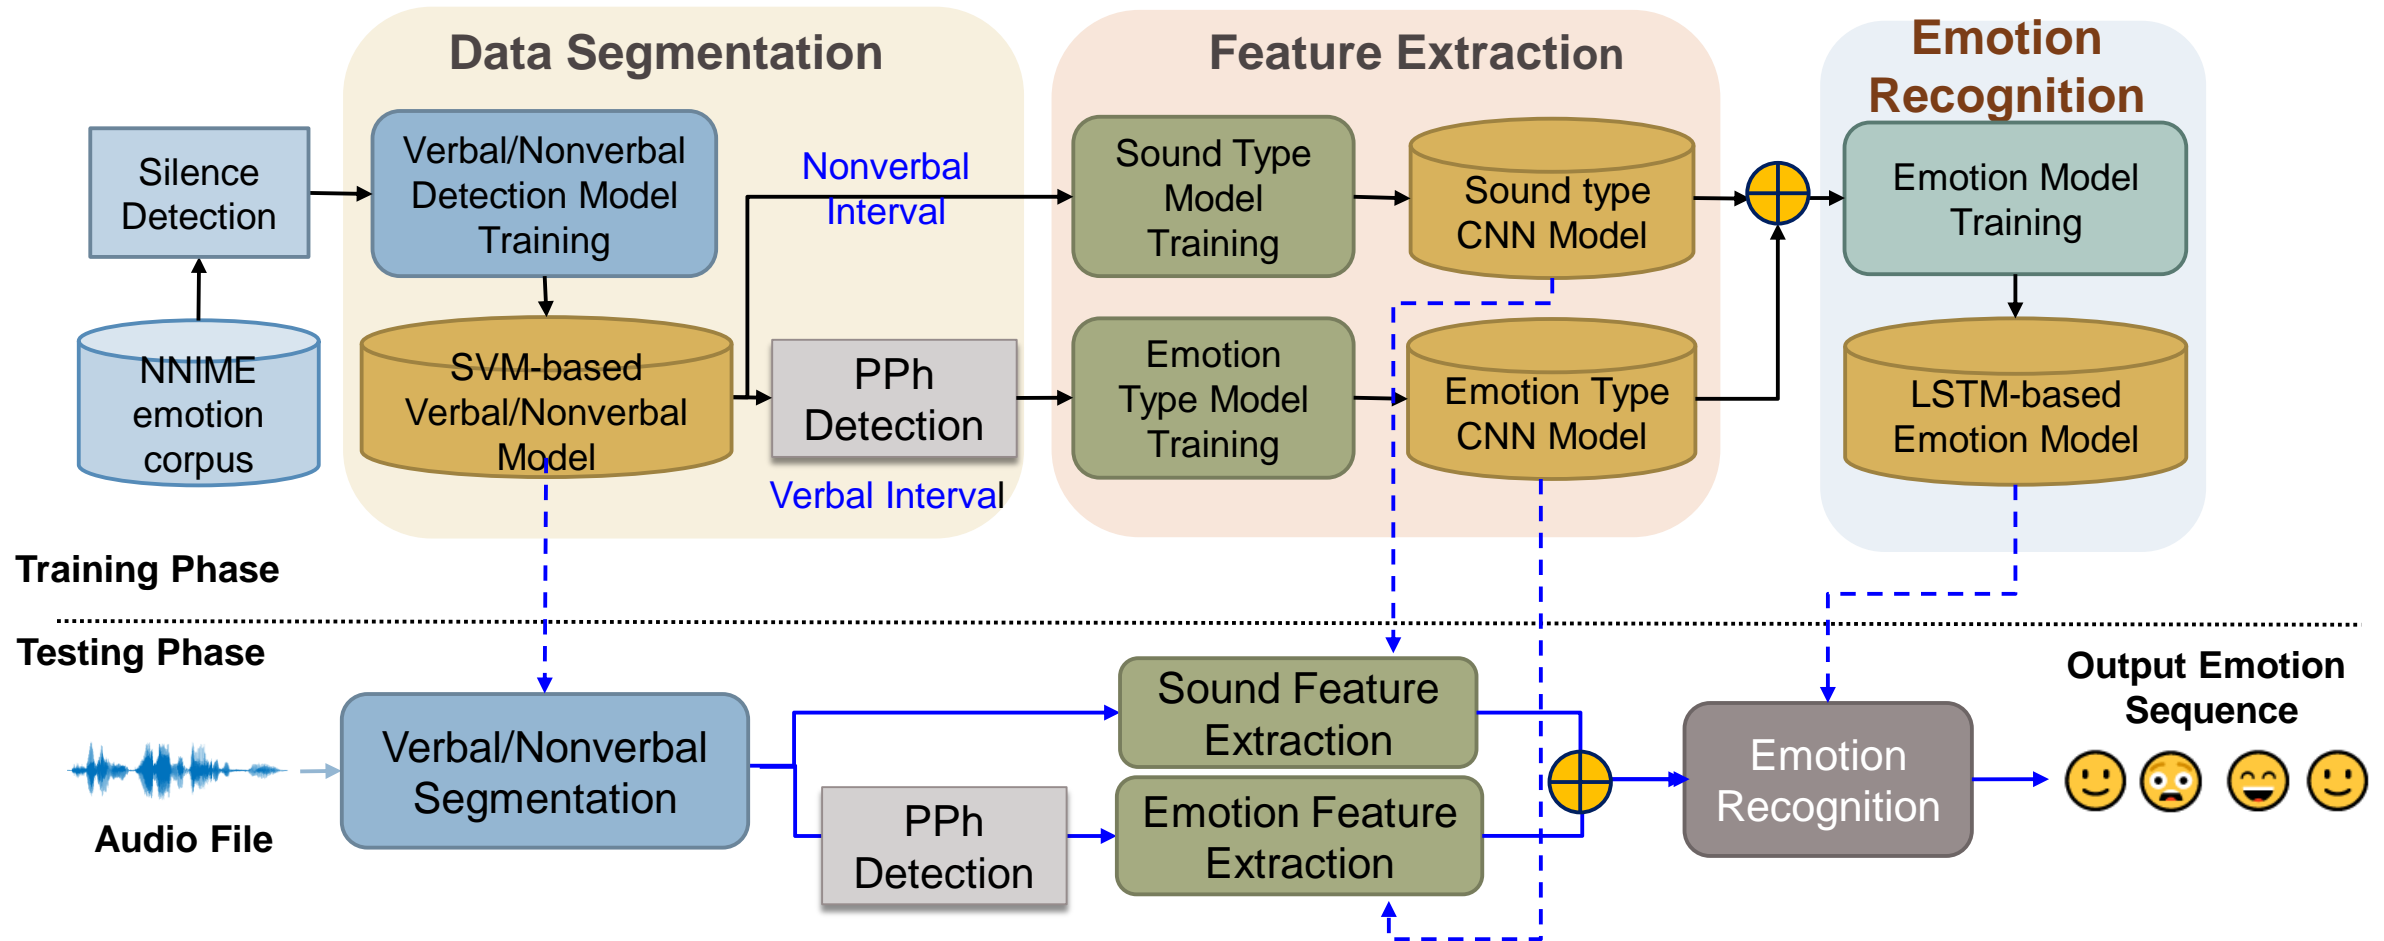 Data Segmentation
Feature Extraction
Emotion
Recognition
Silence
Detection
Verbal/Nonverbal
Detection Model
Training
Nonverbal
Interval
Sound Type
Model
Training
Sound type
CNN Model
Emotion Model
Training
NNIME
emotion
corpus
SVM-based
Verbal/Nonverbal
Model
PPh
Detection
Verbal Interval
Emotion
Type Model
Training
Emotion Type
CNN Model
LSTM-based
Emotion Model
Training Phase
Testing Phase
Audio File
Verbal/Nonverbal
Segmentation
PPh
Detection
Sound Feature
Extraction
Emotion Feature
Extraction
Emotion
Recognition
Output Emotion
Sequence